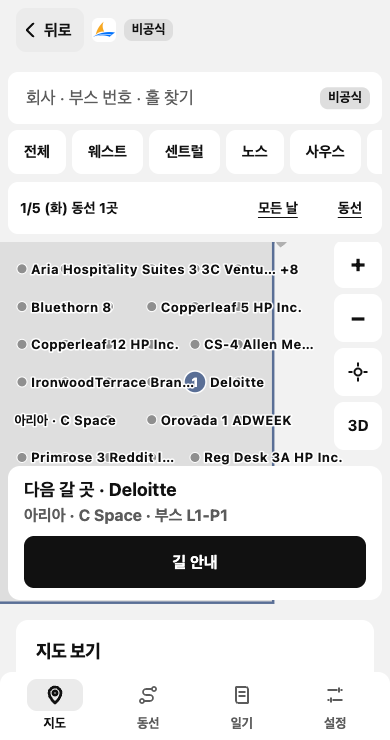 뒤로 비공식
회사 · 부스 번호 · 홀 찾기 비공식
전체 웨스트 센트럴 노스 사우스
1/5 (화) 동선 1곳 모든 날 동선
Aria Hospitality Suites 3 3C Ventu... +8
Bluethorn 8 Copperleaf 5 HP Inc.
Copperleaf 12 HP Inc. CS-4 Allen Me...
IronwoodTerrace Bran... 1 Deloitte
아리아 · C Space Orovada 1 ADWEEK
Primrose 3 Reddit I... Reg Desk 3A HP Inc.
+
−
3D
다음 갈 곳 · Deloitte
아리아 · C Space · 부스 L1-P1
길 안내
지도 보기
지도 동선 일기 설정